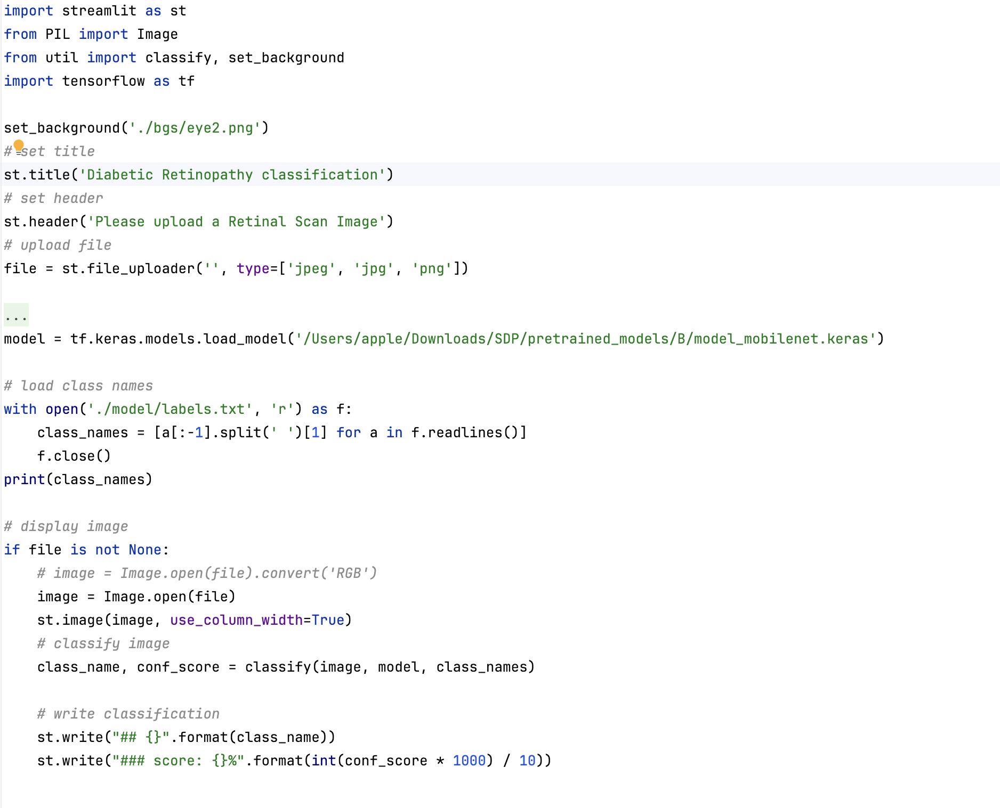 import streamlit as st
from PIL import Image
from util import classify, set_background
import tensorflow as tf
set_background('./bgs/eye2.png')
# set title
st.title('Diabetic Retinopathy classification')
# set header
st.header('Please upload a Retinal Scan Image')
# upload file
file = st.file_uploader('', type=['jpeg', 'jpg', 'png'])
...
model = tf.keras.models.load_model('/Users/apple/Downloads/SDP/pretrained_models/B/model_mobilenet.keras')
# load class names
with open('./model/labels.txt', 'r') as f:
    class_names = [a[:-1].split(' ')[1] for a in f.readlines()]
    f.close()
print(class_names)
# display image
if file is not None:
    # image = Image.open(file).convert('RGB')
    image = Image.open(file)
    st.image(image, use_column_width=True)
    # classify image
    class_name, conf_score = classify(image, model, class_names)
    # write classification
    st.write("## {}".format(class_name))
    st.write("### score: {}%".format(int(conf_score * 1000) / 10))